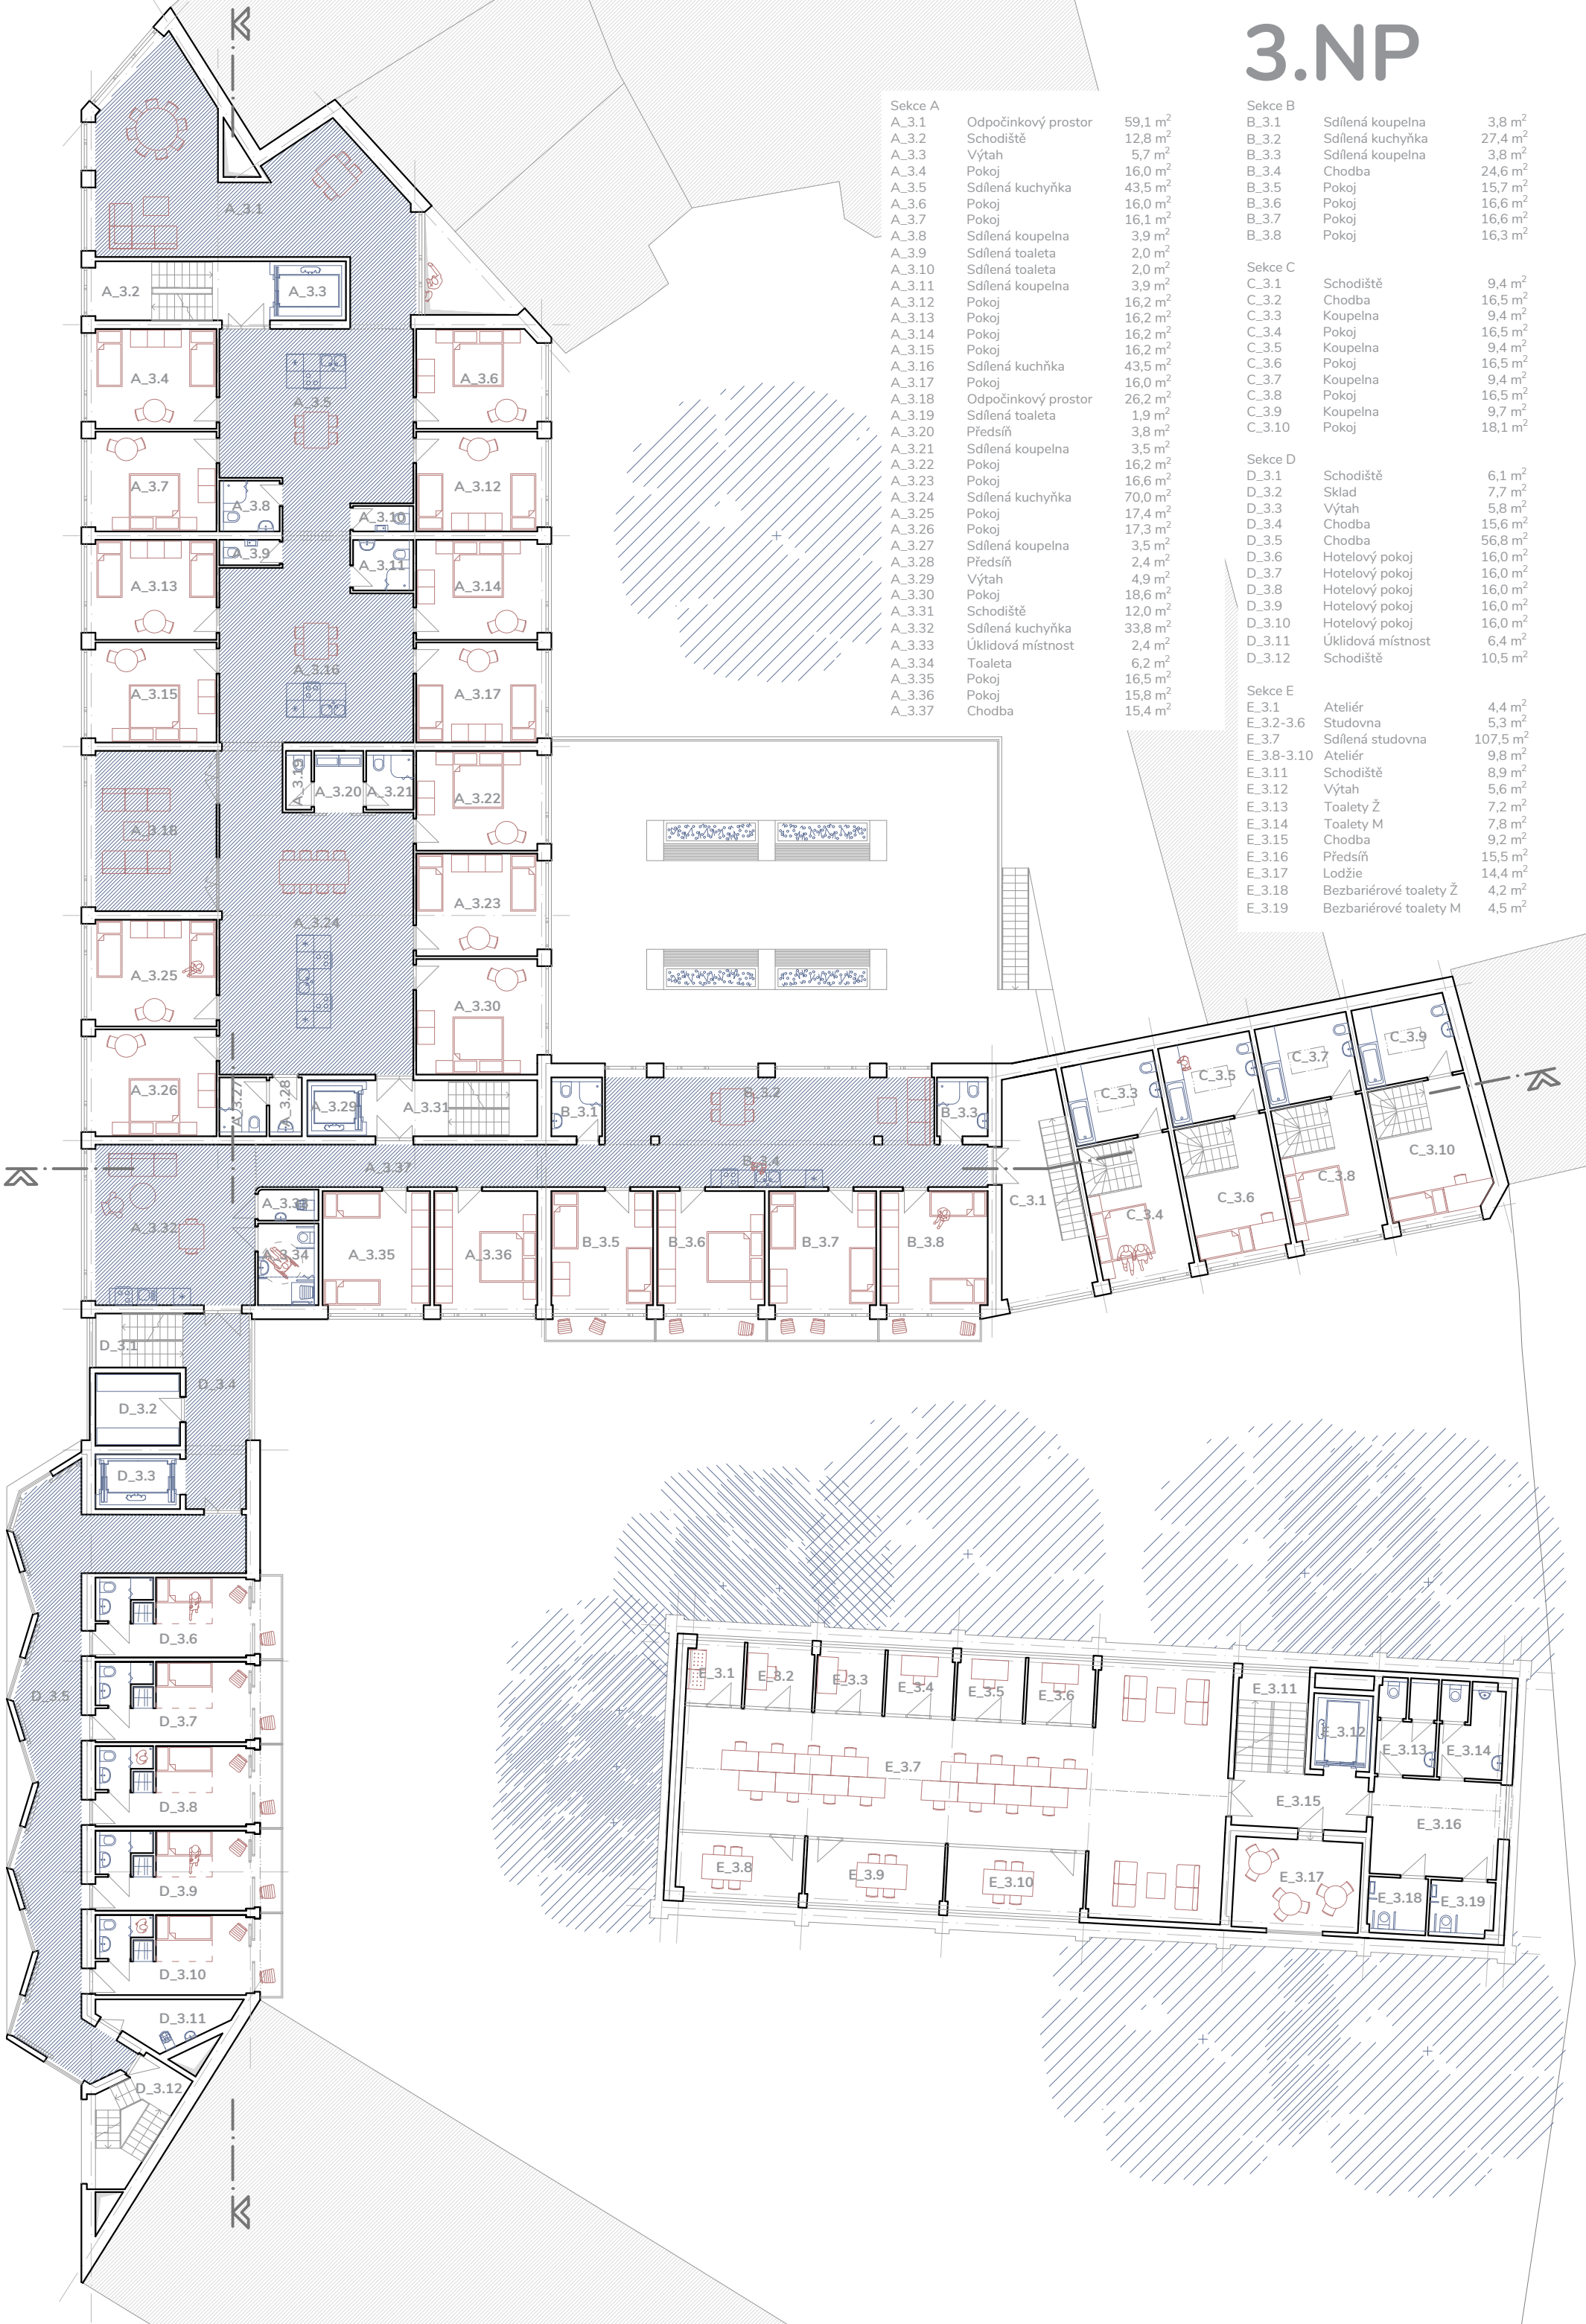 3.NP
Sekce A
A_3.1 Odpočinkový prostor 59,1 m²
A_3.2 Schodiště 12,8 m²
A_3.3 Výtah 5,7 m²
A_3.4 Pokoj 16,0 m²
A_3.5 Sdílená kuchyňka 43,5 m²
A_3.6 Pokoj 16,0 m²
A_3.7 Pokoj 16,1 m²
A_3.8 Sdílená koupelna 3,9 m²
A_3.9 Sdílená toaleta 2,0 m²
A_3.10 Sdílená toaleta 2,0 m²
A_3.11 Sdílená koupelna 3,9 m²
A_3.12 Pokoj 16,2 m²
A_3.13 Pokoj 16,2 m²
A_3.14 Pokoj 16,2 m²
A_3.15 Pokoj 16,2 m²
A_3.16 Sdílená kuchňka 43,5 m²
A_3.17 Pokoj 16,0 m²
A_3.18 Odpočinkový prostor 26,2 m²
A_3.19 Sdílená toaleta 1,9 m²
A_3.20 Předsíň 3,8 m²
A_3.21 Sdílená koupelna 3,5 m²
A_3.22 Pokoj 16,2 m²
A_3.23 Pokoj 16,6 m²
A_3.24 Sdílená kuchyňka 70,0 m²
A_3.25 Pokoj 17,4 m²
A_3.26 Pokoj 17,3 m²
A_3.27 Sdílená koupelna 3,5 m²
A_3.28 Předsíň 2,4 m²
A_3.29 Výtah 4,9 m²
A_3.30 Pokoj 18,6 m²
A_3.31 Schodiště 12,0 m²
A_3.32 Sdílená kuchyňka 33,8 m²
A_3.33 Úklidová místnost 2,4 m²
A_3.34 Toaleta 6,2 m²
A_3.35 Pokoj 16,5 m²
A_3.36 Pokoj 15,8 m²
A_3.37 Chodba 15,4 m²
Sekce B
B_3.1 Sdílená koupelna 3,8 m²
B_3.2 Sdílená kuchyňka 27,4 m²
B_3.3 Sdílená koupelna 3,8 m²
B_3.4 Chodba 24,6 m²
B_3.5 Pokoj 15,7 m²
B_3.6 Pokoj 16,6 m²
B_3.7 Pokoj 16,6 m²
B_3.8 Pokoj 16,3 m²
Sekce C
C_3.1 Schodiště 9,4 m²
C_3.2 Chodba 16,5 m²
C_3.3 Koupelna 9,4 m²
C_3.4 Pokoj 16,5 m²
C_3.5 Koupelna 9,4 m²
C_3.6 Pokoj 16,5 m²
C_3.7 Koupelna 9,4 m²
C_3.8 Pokoj 16,5 m²
C_3.9 Koupelna 9,7 m²
C_3.10 Pokoj 18,1 m²
Sekce D
D_3.1 Schodiště 6,1 m²
D_3.2 Sklad 7,7 m²
D_3.3 Výtah 5,8 m²
D_3.4 Chodba 15,6 m²
D_3.5 Chodba 56,8 m²
D_3.6 Hotelový pokoj 16,0 m²
D_3.7 Hotelový pokoj 16,0 m²
D_3.8 Hotelový pokoj 16,0 m²
D_3.9 Hotelový pokoj 16,0 m²
D_3.10 Hotelový pokoj 16,0 m²
D_3.11 Úklidová místnost 6,4 m²
D_3.12 Schodiště 10,5 m²
Sekce E
E_3.1 Ateliér 4,4 m²
E_3.2-3.6 Studovna 5,3 m²
E_3.7 Sdílená studovna 107,5 m²
E_3.8-3.10 Ateliér 9,8 m²
E_3.11 Schodiště 8,9 m²
E_3.12 Výtah 5,6 m²
E_3.13 Toalety Ž 7,2 m²
E_3.14 Toalety M 7,8 m²
E_3.15 Chodba 9,2 m²
E_3.16 Předsíň 15,5 m²
E_3.17 Lodžie 14,4 m²
E_3.18 Bezbariérové toalety Ž 4,2 m²
E_3.19 Bezbariérové toalety M 4,5 m²
A_3.1
A_3.2
A_3.3
A_3.4
A_3.6
A_3.5
A_3.7
A_3.12
A_3.8
A_3.10
A_3.9
A_3.11
A_3.13
A_3.14
A_3.16
A_3.15
A_3.17
A_3.19
A_3.20
A_3.21
A_3.22
A_3.18
A_3.23
A_3.24
A_3.25
A_3.30
A_3.26
A_3.27
A_3.28
A_3.29
A_3.31
B_3.1
B_3.2
B_3.3
C_3.3
C_3.5
C_3.7
C_3.9
A_3.37
B_3.4
C_3.10
C_3.8
C_3.6
C_3.1
C_3.4
A_3.33
A_3.32
A_3.34
A_3.35
A_3.36
B_3.5
B_3.6
B_3.7
B_3.8
D_3.1
D_3.4
D_3.2
D_3.3
D_3.6
D_3.5
D_3.7
D_3.8
D_3.9
D_3.10
D_3.11
D_3.12
E_3.1
E_3.2
E_3.3
E_3.4
E_3.5
E_3.6
E_3.11
E_3.12
E_3.13
E_3.14
E_3.7
E_3.15
E_3.16
E_3.8
E_3.9
E_3.10
E_3.17
E_3.18
E_3.19